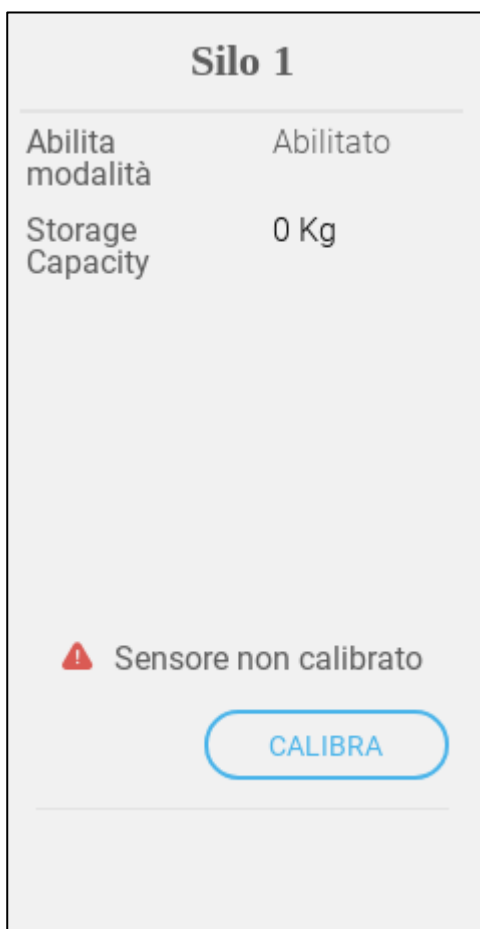 Silo 1
Abilita
modalità
Abilitato
Storage
Capacity
0 Kg
Sensore non calibrato
CALIBRA